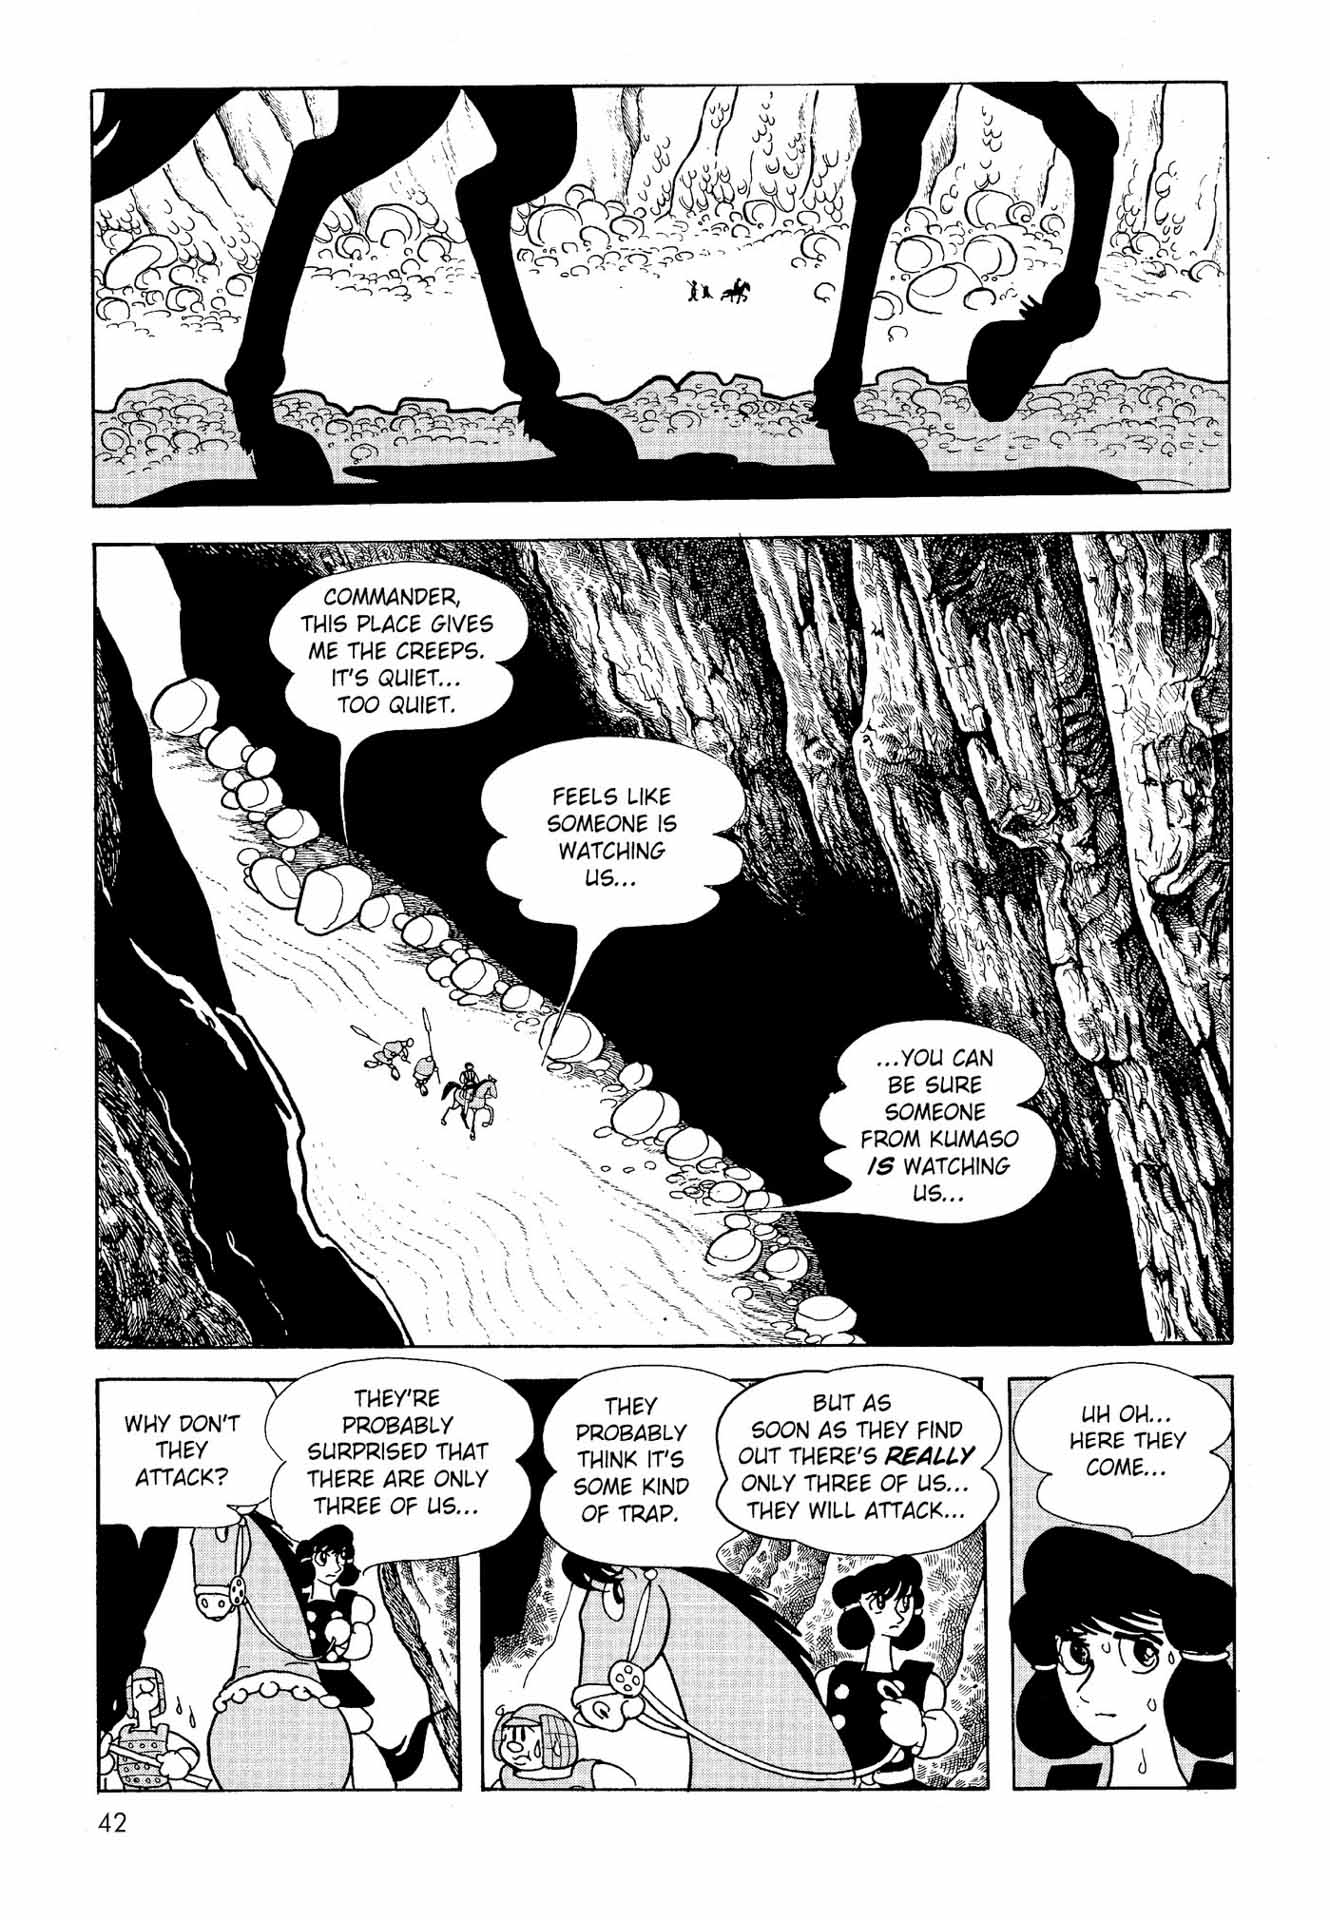 COMMANDER,
THIS PLACE GIVES
ME THE CREEPS.
IT'S QUIET...
TOO QUIET.
FEELS LIKE
SOMEONE IS
WATCHING
US...
...YOU CAN
BE SURE
SOMEONE
FROM KUMASO
IS WATCHING
US...
WHY DON'T
THEY
ATTACK?
THEY'RE
PROBABLY
SURPRISED THAT
THERE ARE ONLY
THREE OF US...
THEY
PROBABLY
THINK IT'S
SOME KIND
OF TRAP.
BUT AS
SOON AS THEY FIND
OUT THERE'S REALLY
ONLY THREE OF US...
THEY WILL ATTACK...
UH OH...
HERE THEY
COME...
42